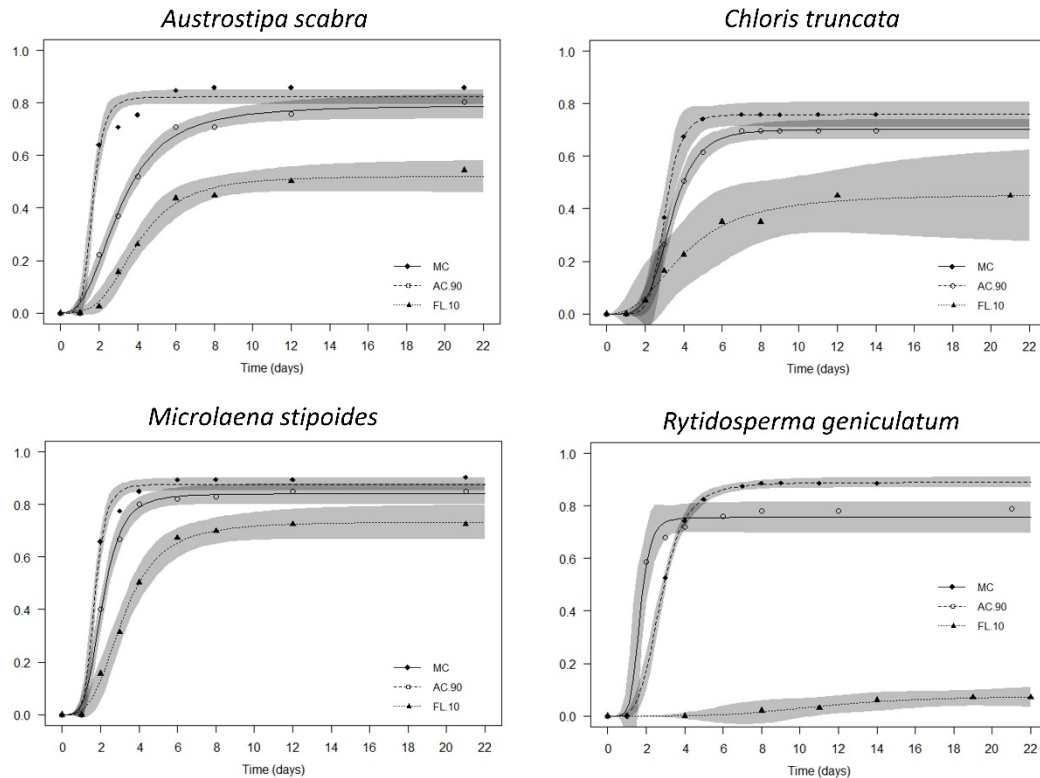 Austrostipa scabra
1.0
0.8
0.6
0.4
0.2
0.0
MC
AC.90
FL.10
0 2 4 6 8 10 12 14 16 18 20 22
Time (days)
Chloris truncata
1.0
0.8
0.6
0.4
0.2
0.0
MC
AC.90
FL.10
0 2 4 6 8 10 12 14 16 18 20 22
Time (days)
Microlaena stipoides
1.0
0.8
0.6
0.4
0.2
0.0
MC
AC.90
FL.10
0 2 4 6 8 10 12 14 16 18 20 22
Time (days)
Rytidosperma geniculatum
1.0
0.8
0.6
0.4
0.2
0.0
MC
AC.90
FL.10
0 2 4 6 8 10 12 14 16 18 20 22
Time (days)